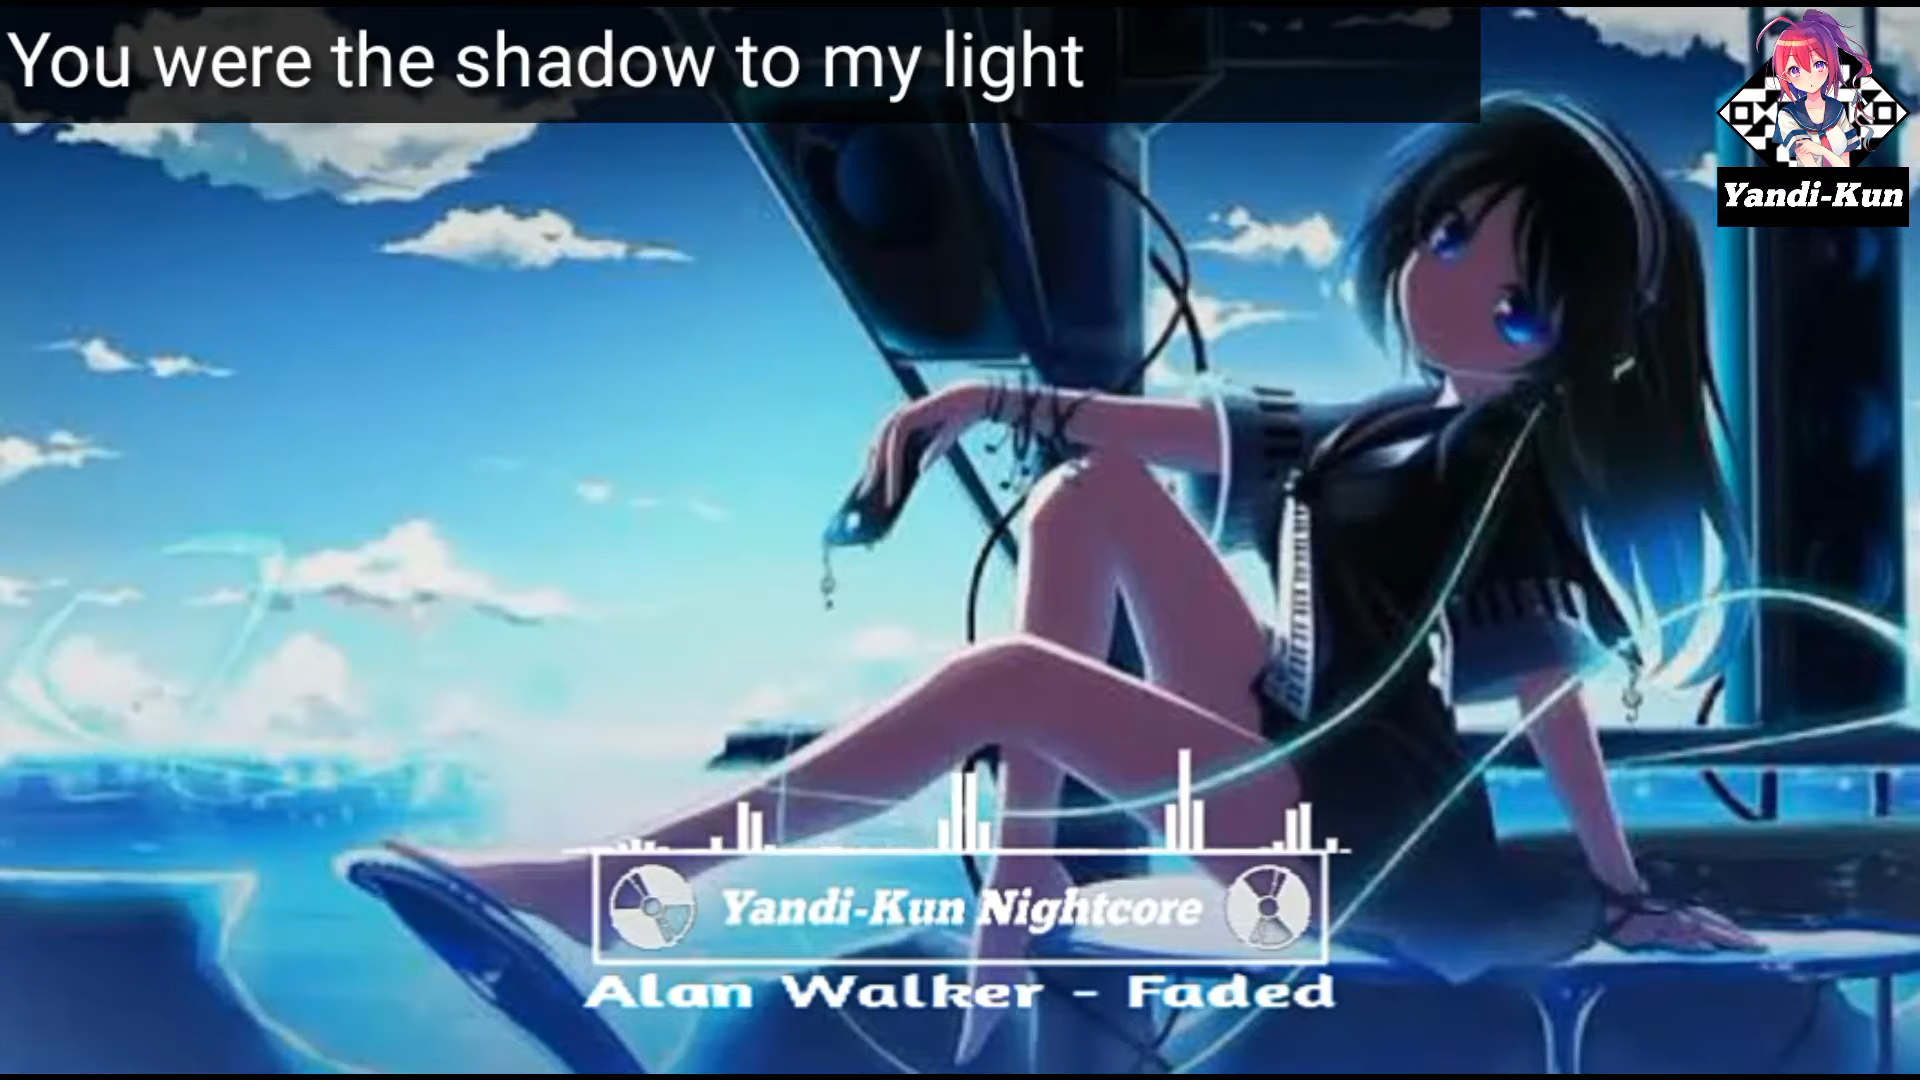 You were the shadow to my light
Yandi-Kun
Yandi-Kun Nightcore
Alan Walker - Faded